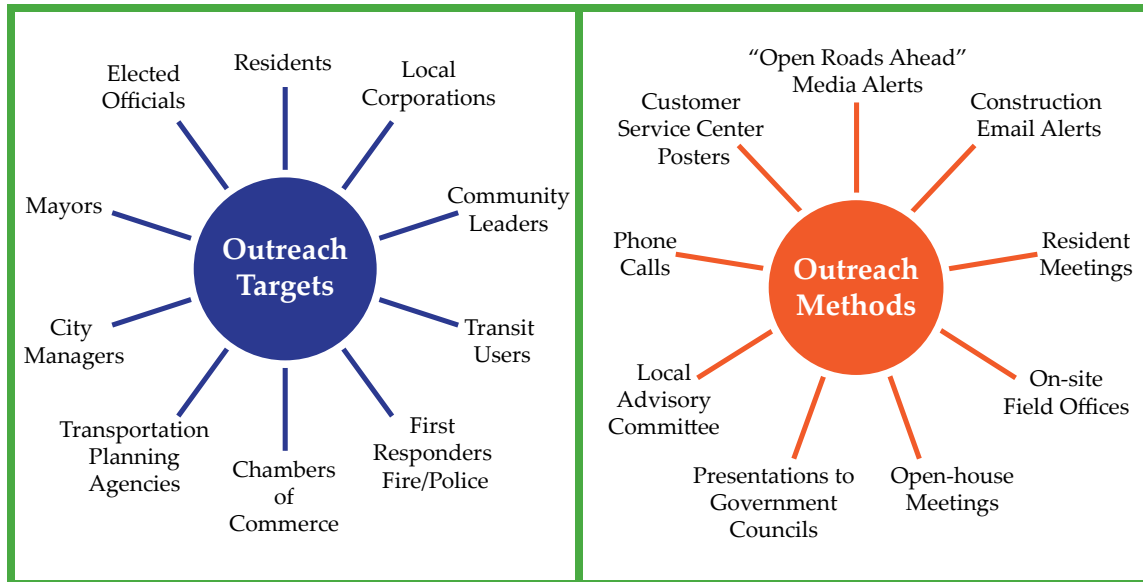 Outreach
Targets
Residents
Local
Corporations
Community
Leaders
Transit
Users
First
Responders
Fire/Police
Chambers
of
Commerce
Transportation
Planning
Agencies
City
Managers
Mayors
Elected
Officials
Outreach
Methods
“Open Roads Ahead”
Media Alerts
Construction
Email Alerts
Resident
Meetings
On-site
Field Offices
Open-house
Meetings
Presentations to
Government
Councils
Local
Advisory
Committee
Phone
Calls
Customer
Service Center
Posters